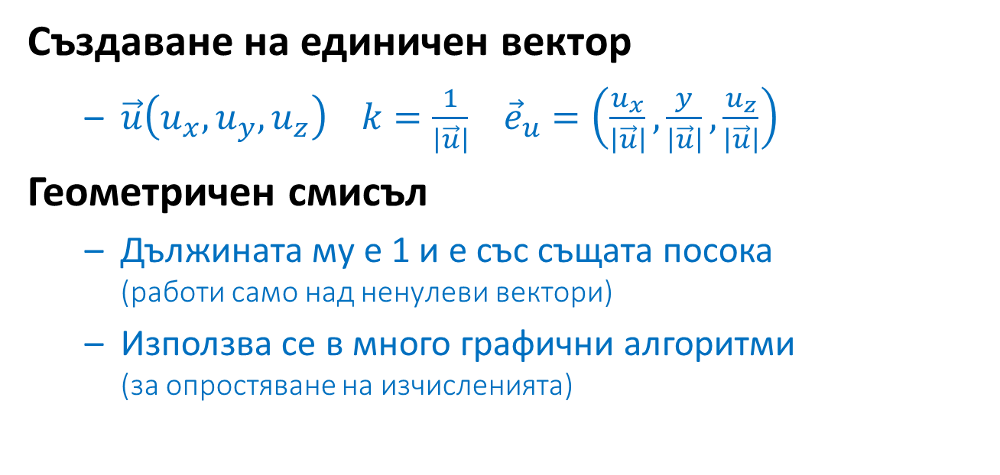 Създаване на единичен вектор
– $\vec{u}(u_x, u_y, u_z)$ $k = \frac{1}{|\vec{u}|}$ $\vec{e}_u = \left(\frac{u_x}{|\vec{u}|}, \frac{y}{|\vec{u}|}, \frac{u_z}{|\vec{u}|}\right)$
Геометричен смисъл
– Дължината му е 1 и е със същата посока
(работи само над ненулеви вектори)
– Използва се в много графични алгоритми
(за опростяване на изчисленията)